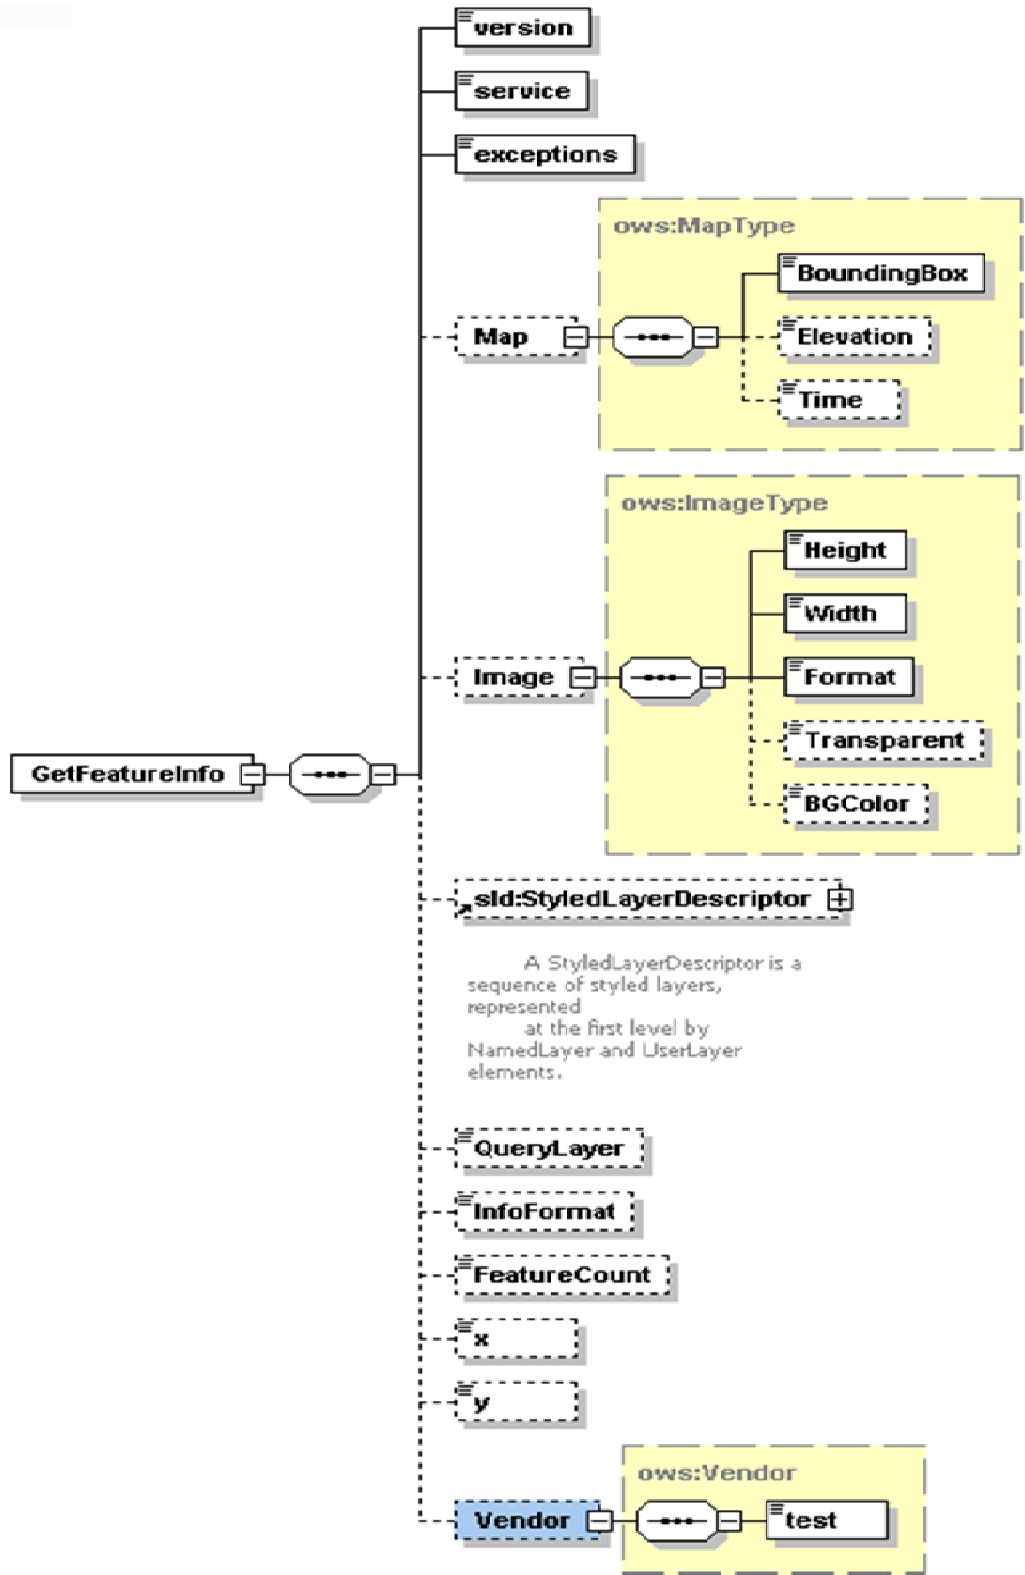 version
service
exceptions
ows:MapType
BoundingBox
Map
Elevation
Time
ows:ImageType
Height
Width
Image
Format
Transparent
GetFeatureInfo
BGColor
sld:StyledLayerDescriptor
A StyledLayerDescriptor is a
sequence of styled layers,
represented
at the first level by
NamedLayer and UserLayer
elements.
QueryLayer
InfoFormat
FeatureCount
x
y
ows:Vendor
Vendor
test